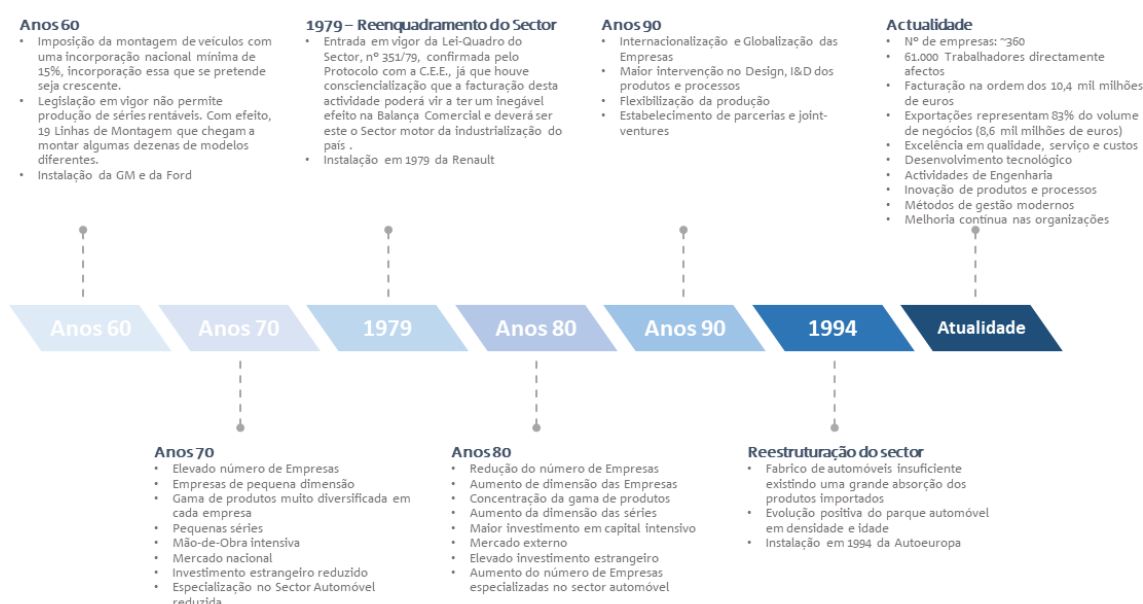 Anos 60
• Imposição da montagem de veículos com
uma incorporação nacional mínima de
15%, incorporação essa que se pretende
seja crescente.
• Legislação em vigor não permite
produção de séries rentáveis. Com efeito,
19 Linhas de Montagem que chegam a
montar algumas dezenas de modelos
diferentes.
• Instalação da GM e da Ford
1979 – Reenquadramento do Sector
• Entrada em vigor da Lei-Quadro do
Sector, nº 351/79, confirmada pelo
Protocolo com a C.E.E., já que houve
consciencialização que a facturação desta
actividade poderá vir a ter um inegável
efeito na Balança Comercial e deverá ser
este o Sector motor da industrialização do
país .
• Instalação em 1979 da Renault
Anos 90
• Internacionalização e Globalização das
Empresas
• Maior intervenção no Design, I&D dos
produtos e processos
• Flexibilização da produção
• Estabelecimento de parcerias e joint-
ventures
Actualidade
• Nº de empresas: ~360
• 61.000 Trabalhadores directamente
afectos
• Facturação na ordem dos 10,4 mil milhões
de euros
• Exportações representam 83% do volume
de negócios (8,6 mil milhões de euros)
• Excelência em qualidade, serviço e custos
• Desenvolvimento tecnológico
• Actividades de Engenharia
• Inovação de produtos e processos
• Métodos de gestão modernos
• Melhoria contínua nas organizações
Anos 60
Anos 70
1979
Anos 80
Anos 90
1994
Atualidade
Anos 70
• Elevado número de Empresas
• Empresas de pequena dimensão
• Gama de produtos muito diversificada em
cada empresa
• Pequenas séries
• Mão-de-Obra intensiva
• Mercado nacional
• Investimento estrangeiro reduzido
• Especialização no Sector Automóvel
reduzida
Anos 80
• Redução do número de Empresas
• Aumento de dimensão das Empresas
• Concentração da gama de produtos
• Aumento da dimensão das séries
• Maior investimento em capital intensivo
• Mercado externo
• Elevado investimento estrangeiro
• Aumento do número de Empresas
especializadas no sector automóvel
Reestruturação do sector
• Fabrico de automóveis insuficiente
existindo uma grande absorção dos
produtos importados
• Evolução positiva do parque automóvel
em densidade e idade
• Instalação em 1994 da Autoeuropa